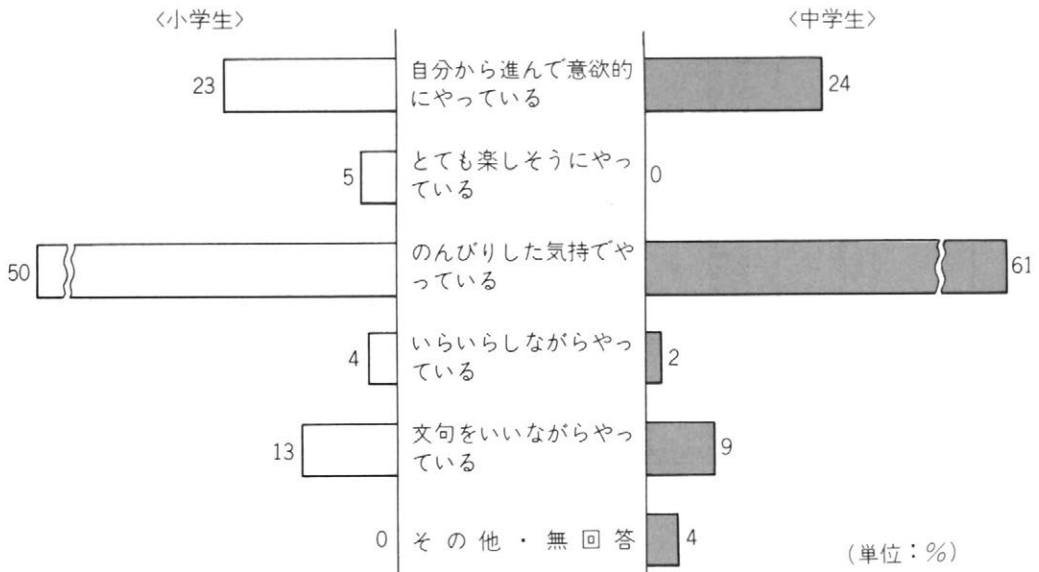 〈小学生〉
〈中学生〉
23
自分から進んで意欲的
にやっている
24
5
とても楽しそうにやっ
ている
0
50
のんびりした気持でや
っている
61
4
いらいらしながらやっ
ている
2
13
文句をいいながらやっ
ている
9
0
その他・無回答
4
(単位:%)